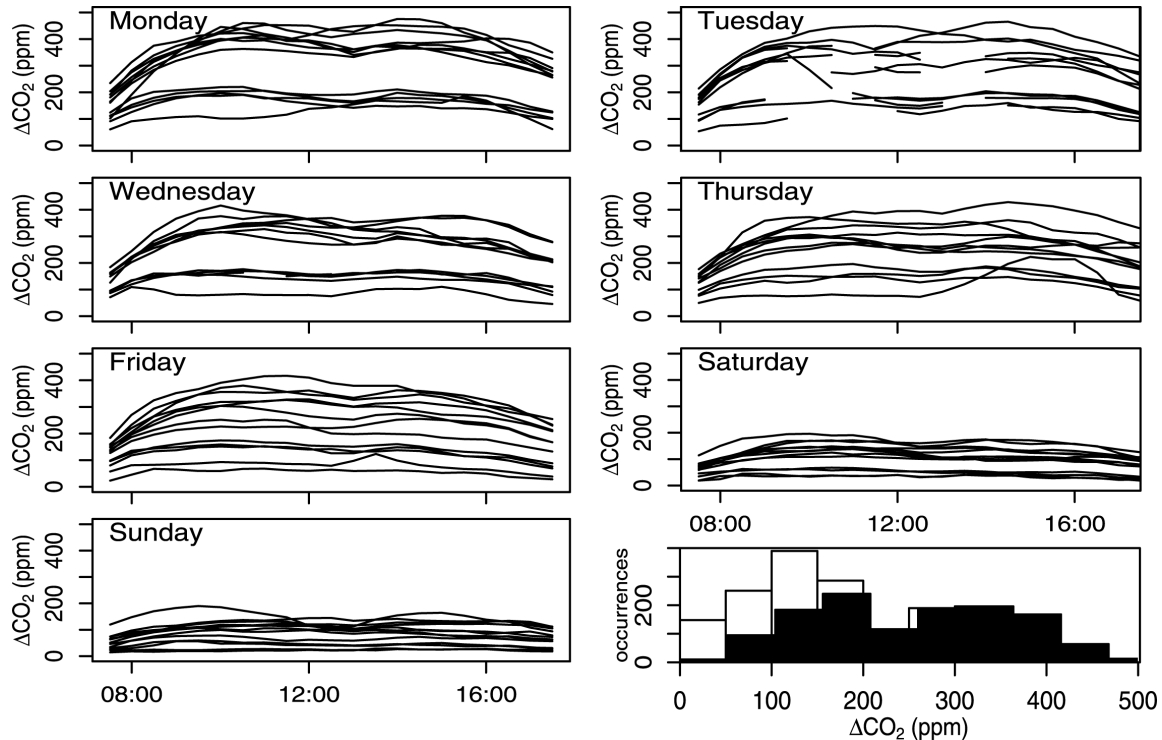 Monday
ΔCO₂ (ppm)
0 200 400
Tuesday
ΔCO₂ (ppm)
0 200 400
Wednesday
ΔCO₂ (ppm)
0 200 400
Thursday
ΔCO₂ (ppm)
0 200 400
Friday
ΔCO₂ (ppm)
0 200 400
Saturday
ΔCO₂ (ppm)
0 200 400
08:00 12:00 16:00
Sunday
ΔCO₂ (ppm)
0 200 400
08:00 12:00 16:00
occurrences
0 200
0 100 200 300 400 500
ΔCO₂ (ppm)